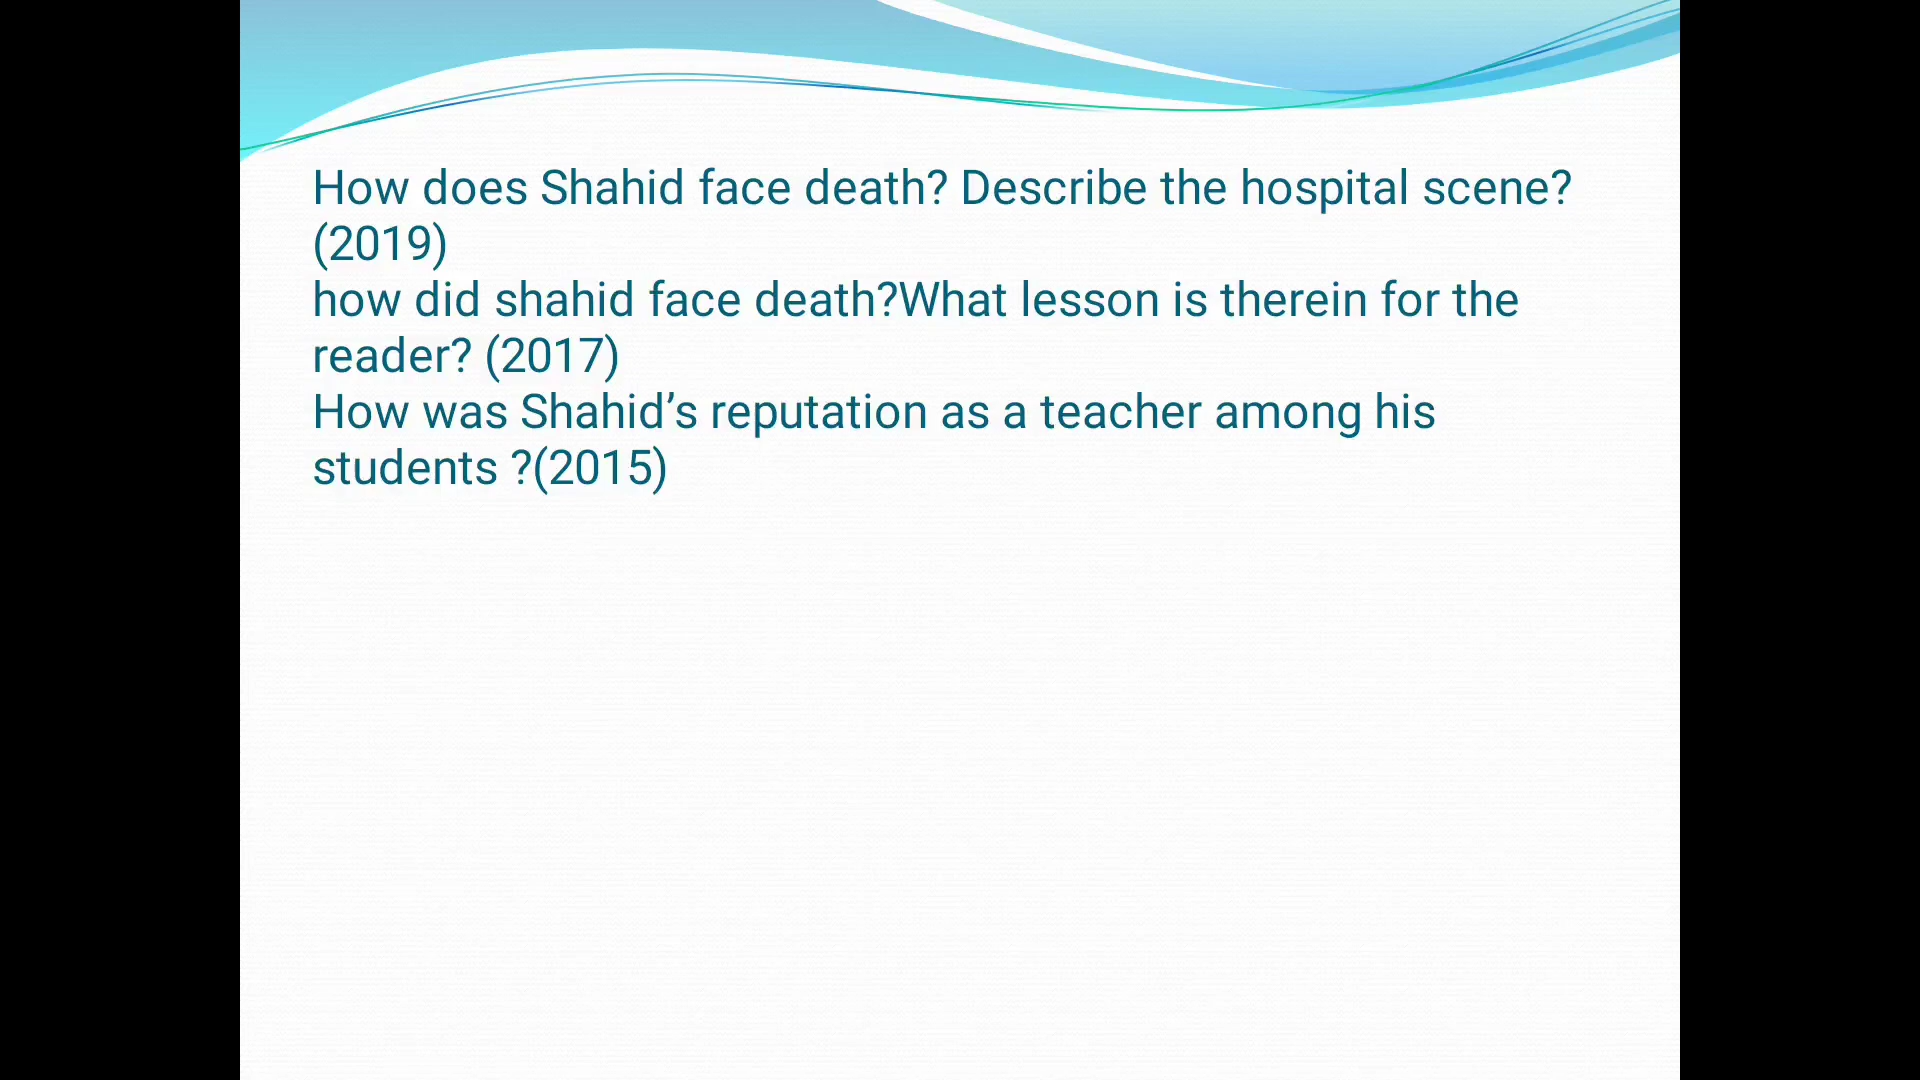 How does Shahid face death? Describe the hospital scene?
(2019)
how did shahid face death?What lesson is therein for the
reader? (2017)
How was Shahid’s reputation as a teacher among his
students ?(2015)